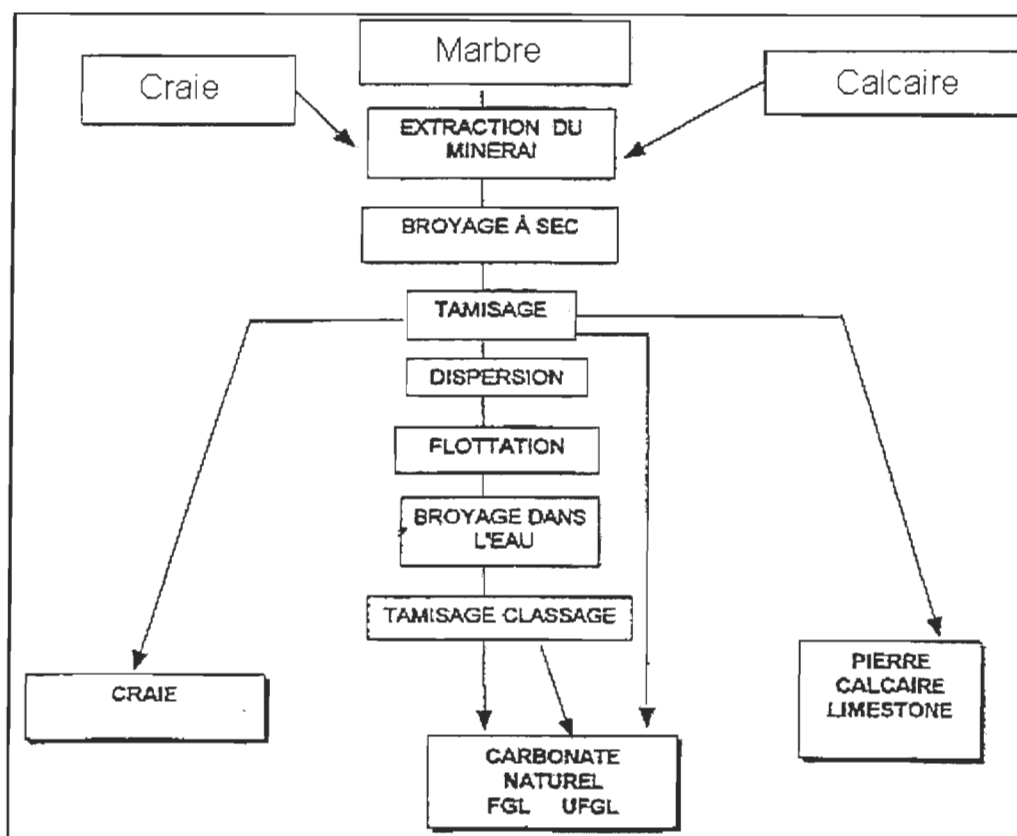 Marbre
Craie
Calcaire
EXTRACTION DU
MINERAI
BROYAGE À SEC
TAMISAGE
DISPERSION
FLOTTATION
BROYAGE DANS
L'EAU
TAMISAGE CLASSAGE
CRAIE
PIERRE
CALCAIRE
LIMESTONE
CARBONATE
NATUREL
FGL UFGL